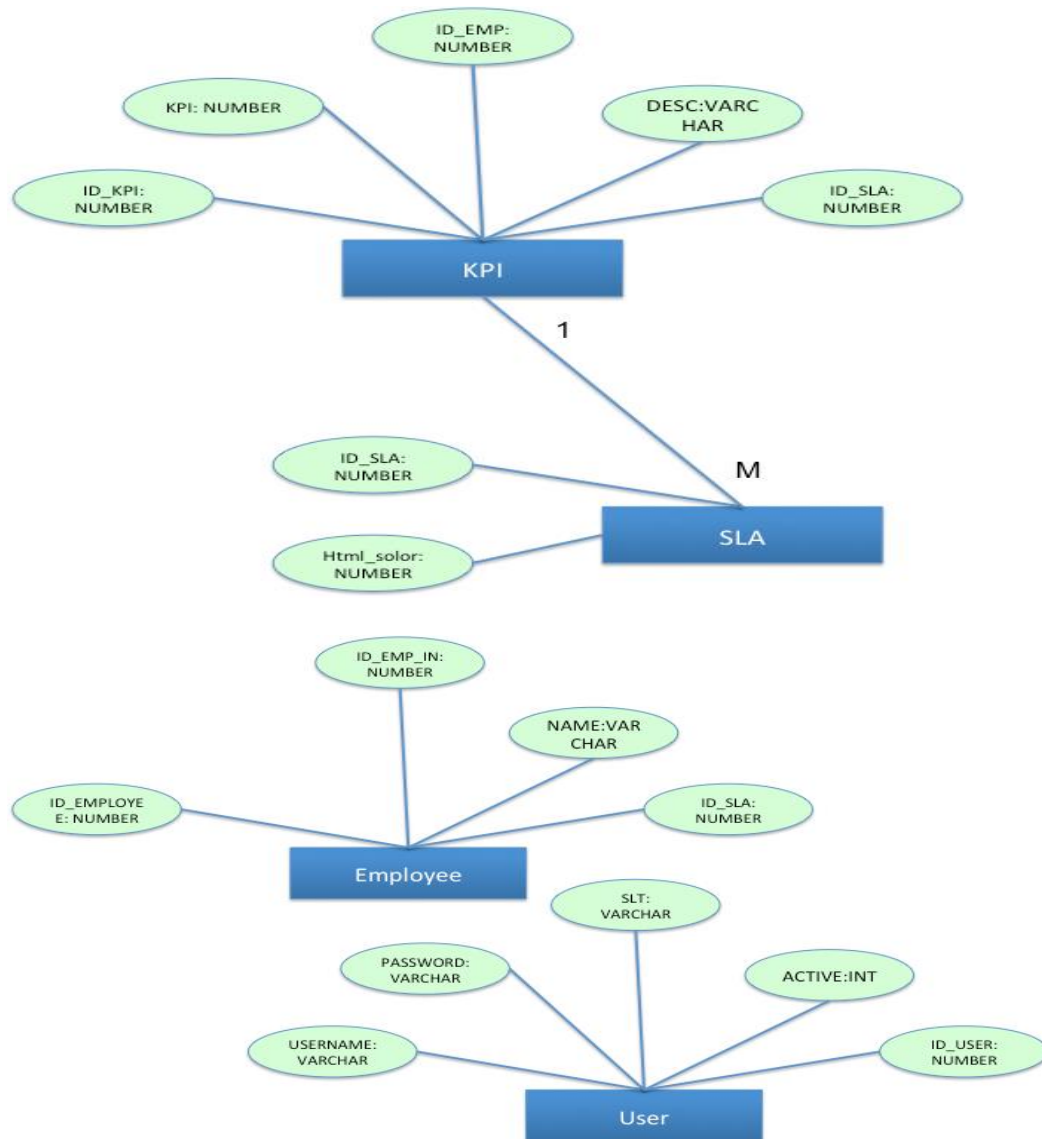 ID_EMP:
NUMBER
KPI: NUMBER
DESC:VARC
HAR
ID_KPI:
NUMBER
ID_SLA:
NUMBER
KPI
1
M
ID_SLA:
NUMBER
SLA
Html_solor:
NUMBER
ID_EMP_IN:
NUMBER
NAME:VAR
CHAR
ID_EMPLOYE
E: NUMBER
ID_SLA:
NUMBER
Employee
SLT:
VARCHAR
PASSWORD:
VARCHAR
ACTIVE:INT
USERNAME:
VARCHAR
ID_USER:
NUMBER
User